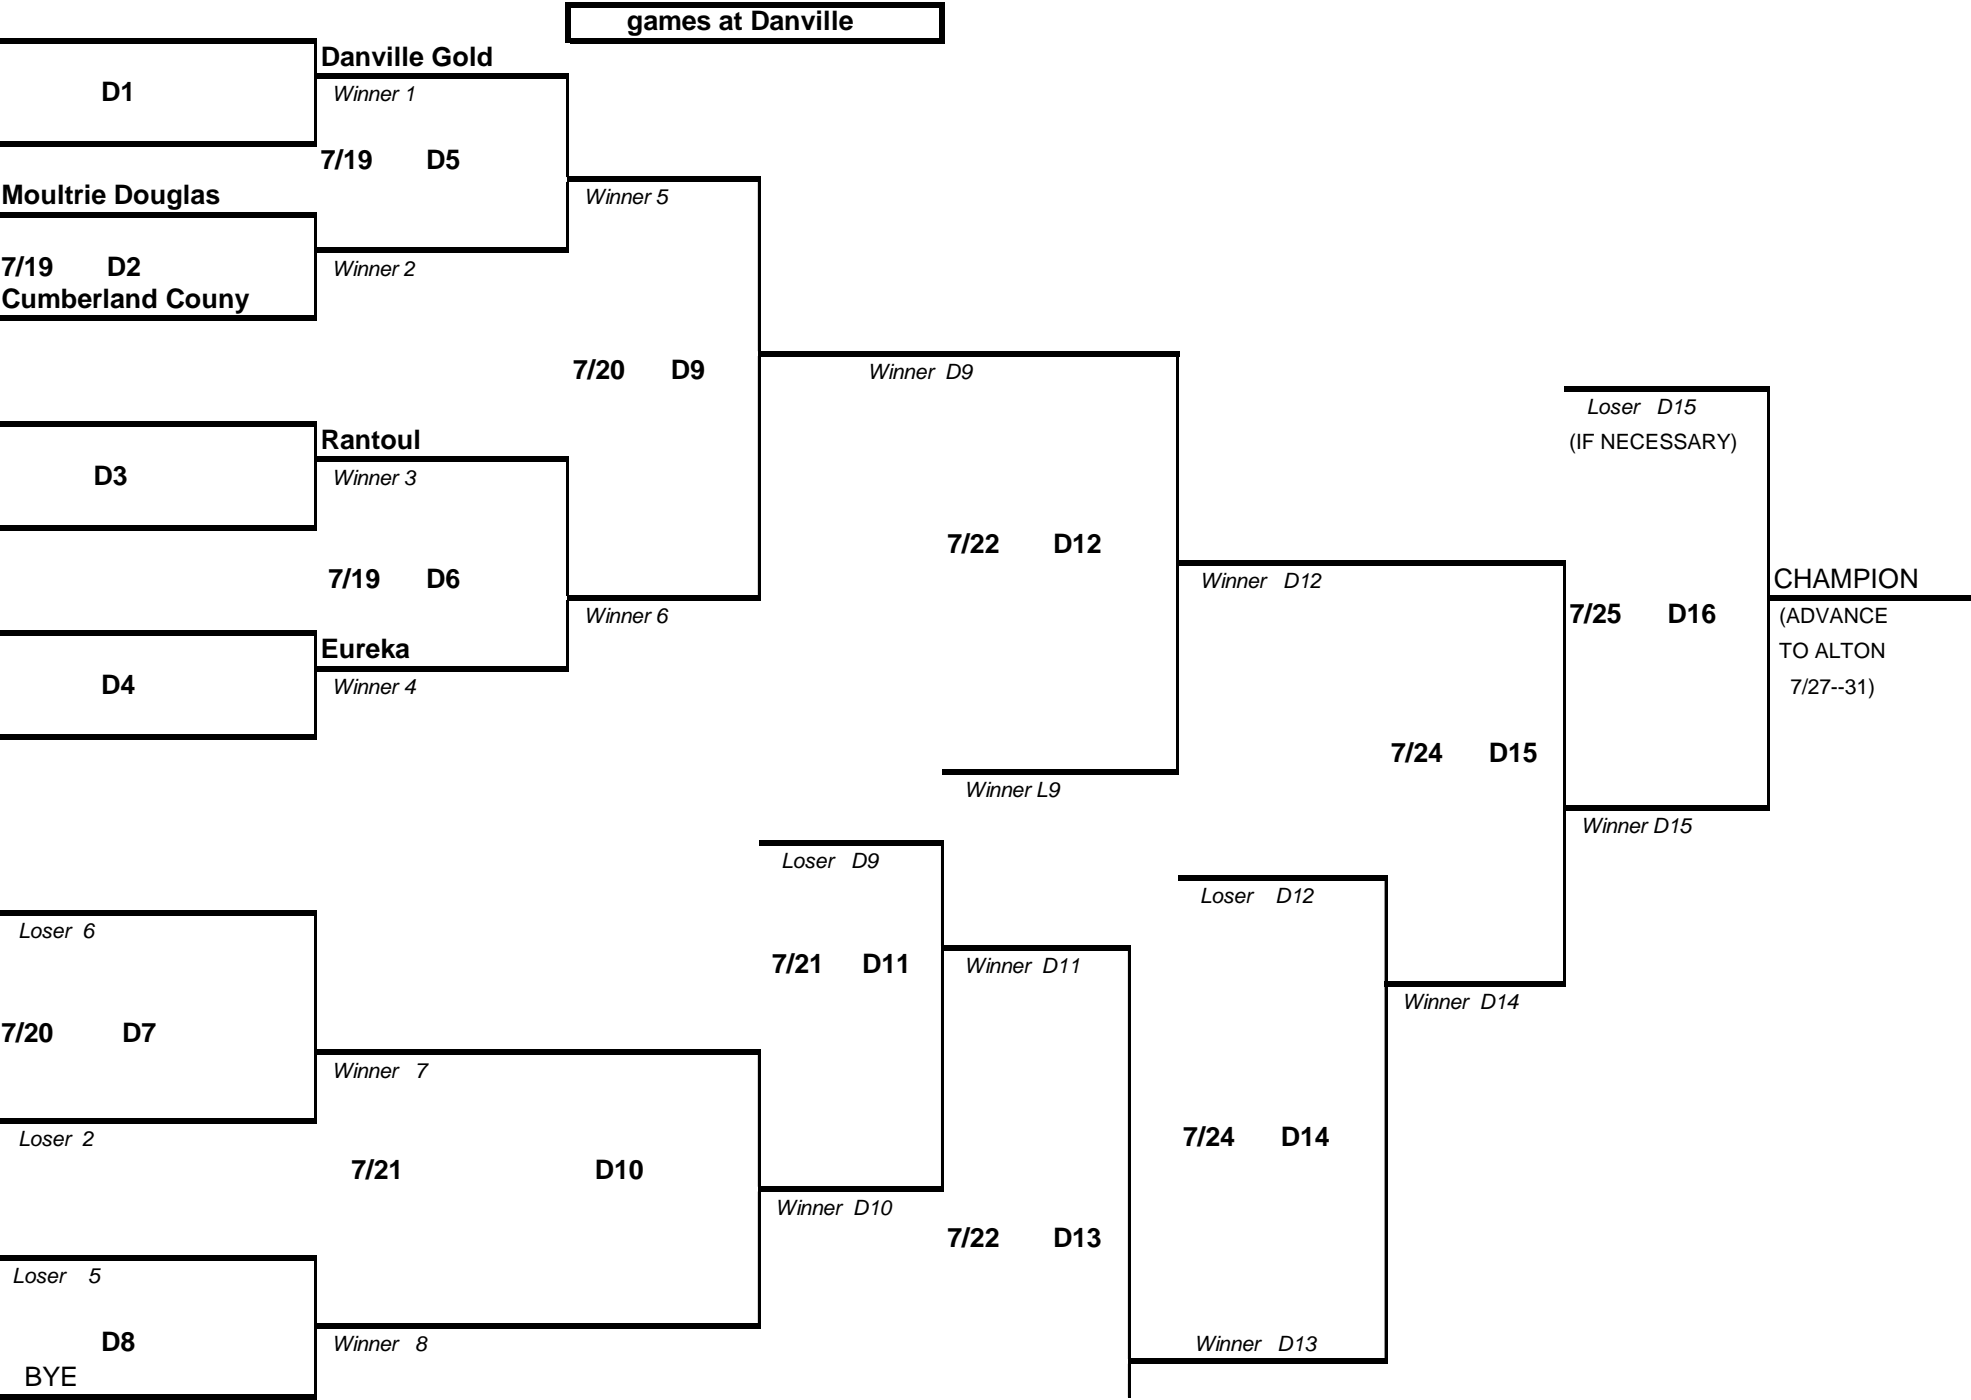 games at Danville
Danville Gold
D1
Winner 1
7/19 D5
Moultrie Douglas
Winner 5
7/19 D2
Winner 2
Cumberland Couny
7/20 D9
Winner D9
Loser D15
Rantoul
(IF NECESSARY)
D3
Winner 3
7/22 D12
7/19 D6
Winner D12
CHAMPION
Winner 6
7/25 D16
(ADVANCE
Eureka
TO ALTON
D4
Winner 4
7/27--31)
7/24 D15
Winner L9
Winner D15
Loser D9
Loser D12
Loser 6
7/21 D11
Winner D11
Winner D14
7/20 D7
Winner 7
Loser 2
7/24 D14
7/21 D10
Winner D10
7/22 D13
Loser 5
D8
Winner 8
Winner D13
BYE